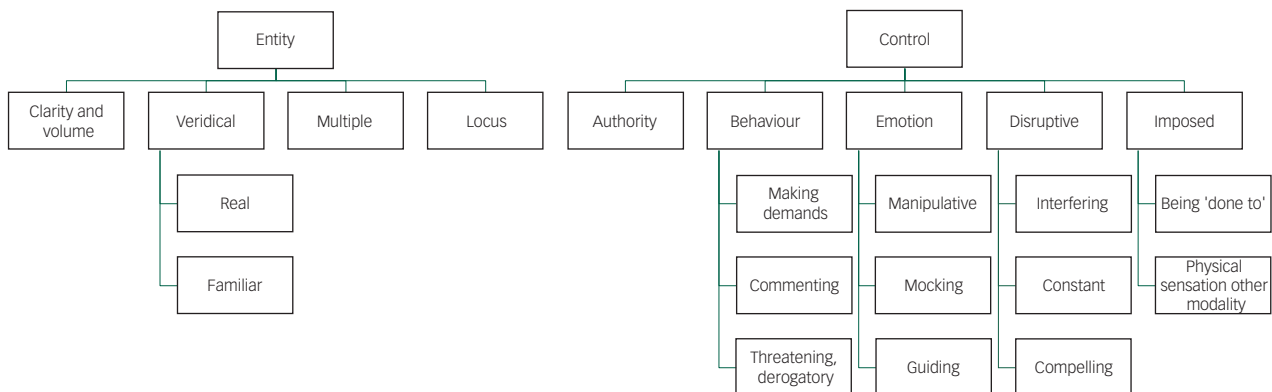 Entity
Control
Clarity and
volume
Veridical
Multiple
Locus
Authority
Behaviour
Emotion
Disruptive
Imposed
Real
Familiar
Making
demands
Commenting
Threatening,
derogatory
Manipulative
Mocking
Guiding
Interfering
Constant
Compelling
Being 'done to'
Physical
sensation other
modality